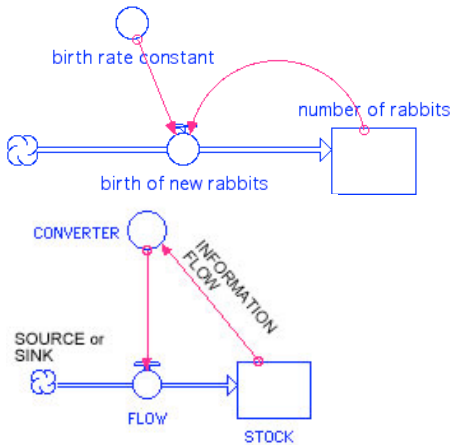 birth rate constant
number of rabbits
birth of new rabbits
CONVERTER
INFORMATION
FLOW
SOURCE or
SINK
FLOW
STOCK